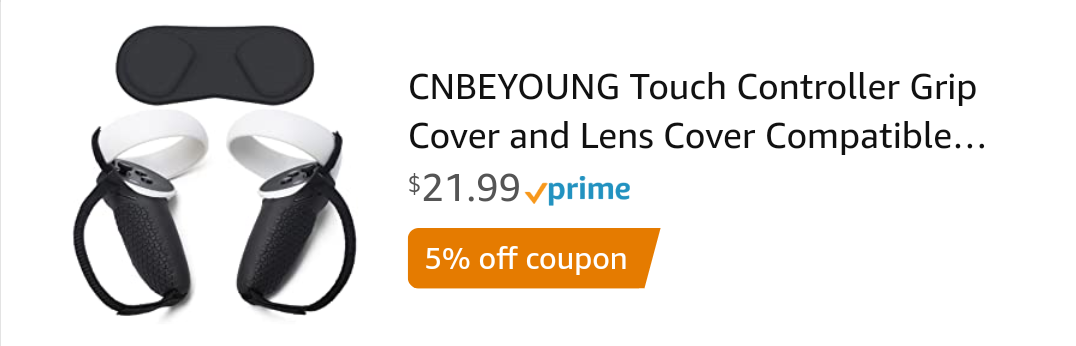 CNBEYOUNG Touch Controller Grip
Cover and Lens Cover Compatible...
$21.99 prime
5% off coupon